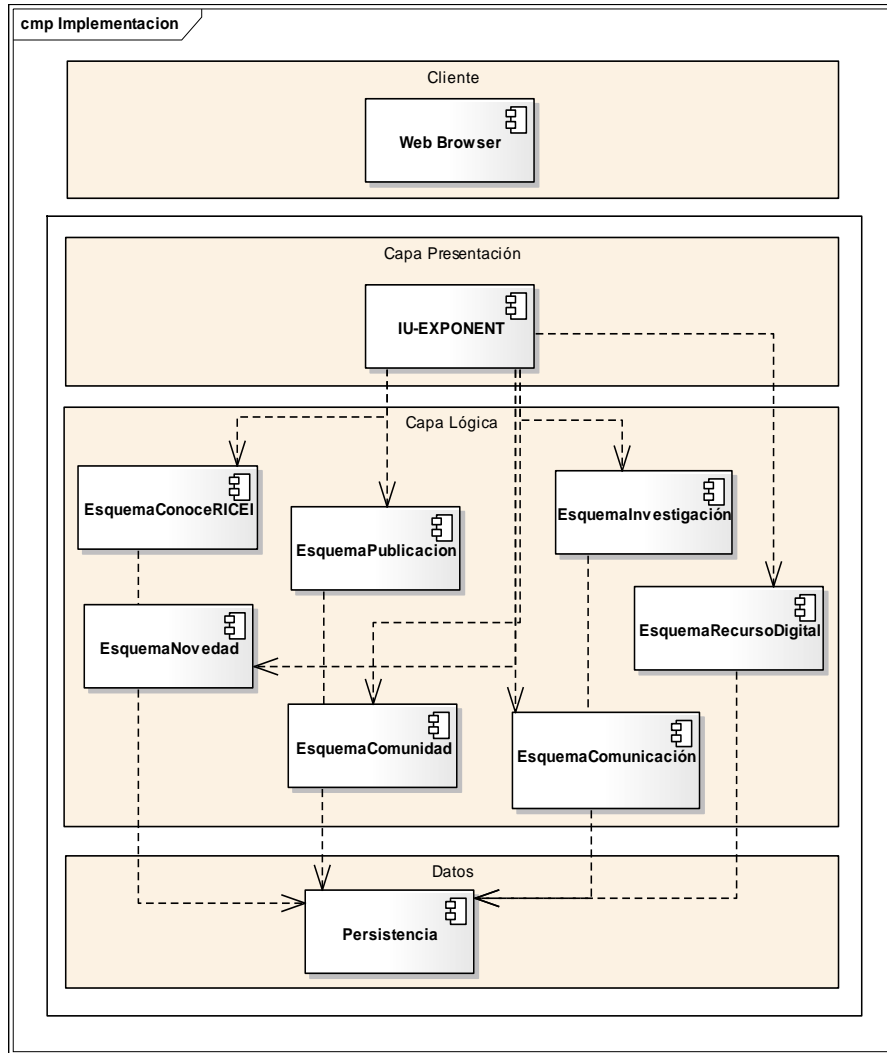 cmp Implementacion
Cliente
Web Browser
Capa Presentación
IU-EXPONENT
Capa Lógica
EsquemaConoceRICEI
EsquemaPublicacion
EsquemaInvestigación
EsquemaNovedad
EsquemaRecursoDigital
EsquemaComunidad
EsquemaComunicación
Datos
Persistencia